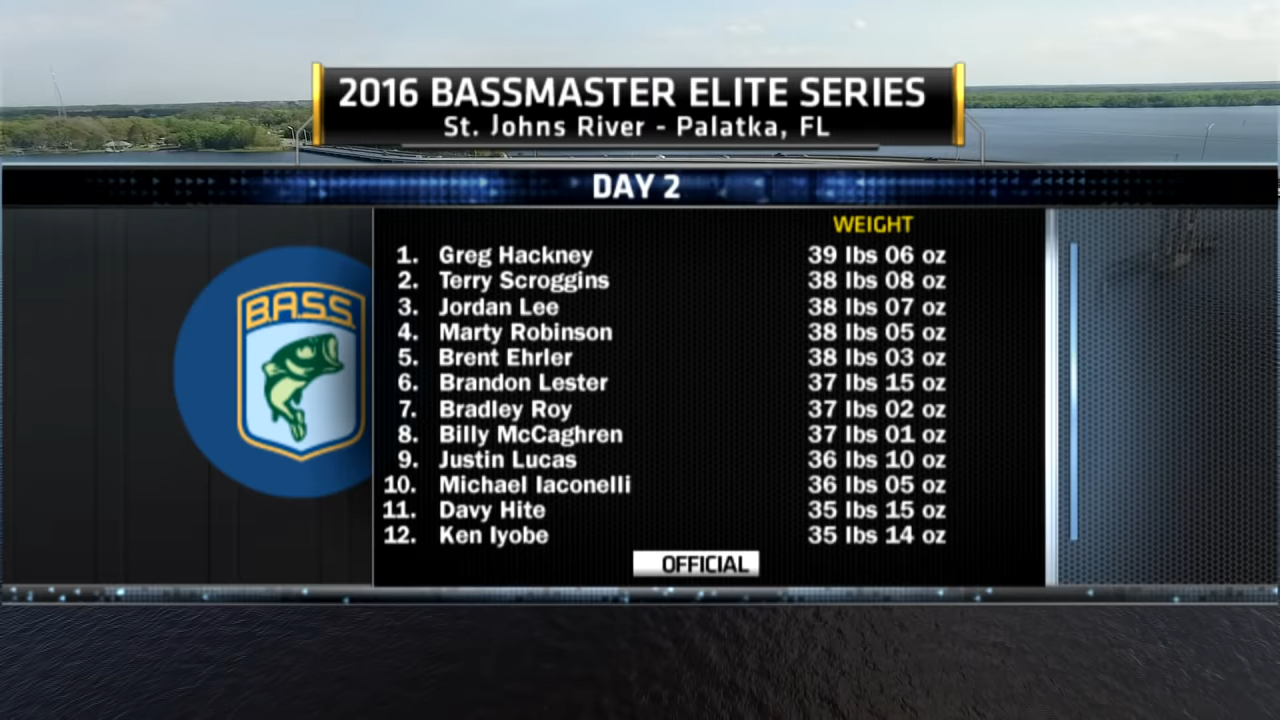 2016 BASSMASTER ELITE SERIES
St. Johns River - Palatka, FL
DAY 2
WEIGHT
1. Greg Hackney 39 lbs 06 oz
2. Terry Scroggins 38 lbs 08 oz
3. Jordan Lee 38 lbs 07 oz
4. Marty Robinson 38 lbs 05 oz
5. Brent Ehrler 38 lbs 03 oz
6. Brandon Lester 37 lbs 15 oz
7. Bradley Roy 37 lbs 02 oz
8. Billy McCaghren 37 lbs 01 oz
9. Justin Lucas 36 lbs 10 oz
10. Michael Iaconelli 36 lbs 05 oz
11. Davy Hite 35 lbs 15 oz
12. Ken Iyobe 35 lbs 14 oz
OFFICIAL
B.A.S.S.